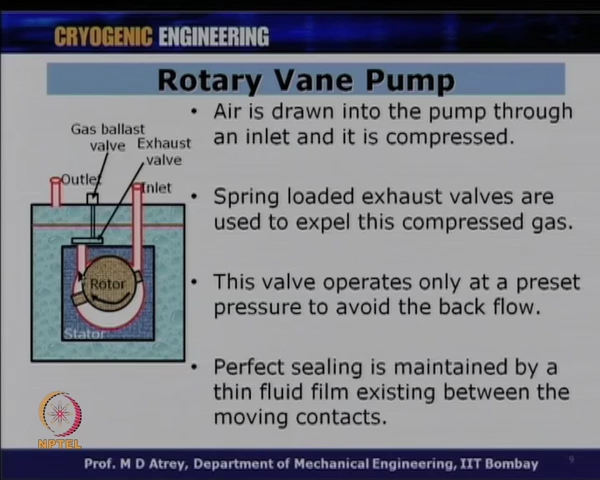 CRYOGENIC ENGINEERING
Rotary Vane Pump
• Air is drawn into the pump through
an inlet and it is compressed.
• Spring loaded exhaust valves are
used to expel this compressed gas.
• This valve operates only at a preset
pressure to avoid the back flow.
• Perfect sealing is maintained by a
thin fluid film existing between the
moving contacts.
Gas ballast
valve
Exhaust
valve
Outlet
Inlet
Rotor
Stator
NPTEL
Prof. M D Atrey, Department of Mechanical Engineering, IIT Bombay
9